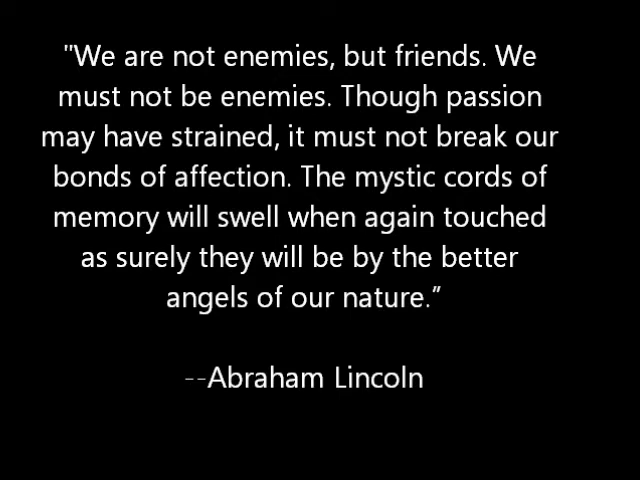 "We are not enemies, but friends. We
must not be enemies. Though passion
may have strained, it must not break our
bonds of affection. The mystic cords of
memory will swell when again touched
as surely they will be by the better
angels of our nature.”
--Abraham Lincoln